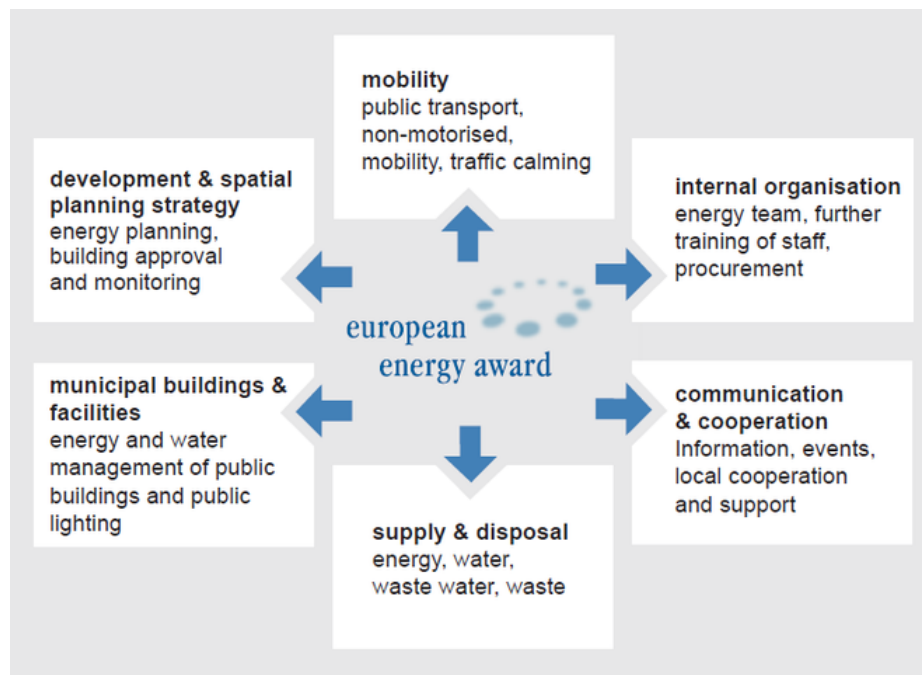 mobility
public transport,
non-motorised,
mobility, traffic calming
development & spatial
planning strategy
energy planning,
building approval
and monitoring
internal organisation
energy team, further
training of staff,
procurement
european
energy award
municipal buildings &
facilities
energy and water
management of public
buildings and public
lighting
communication
& cooperation
Information, events,
local cooperation
and support
supply & disposal
energy, water,
waste water, waste